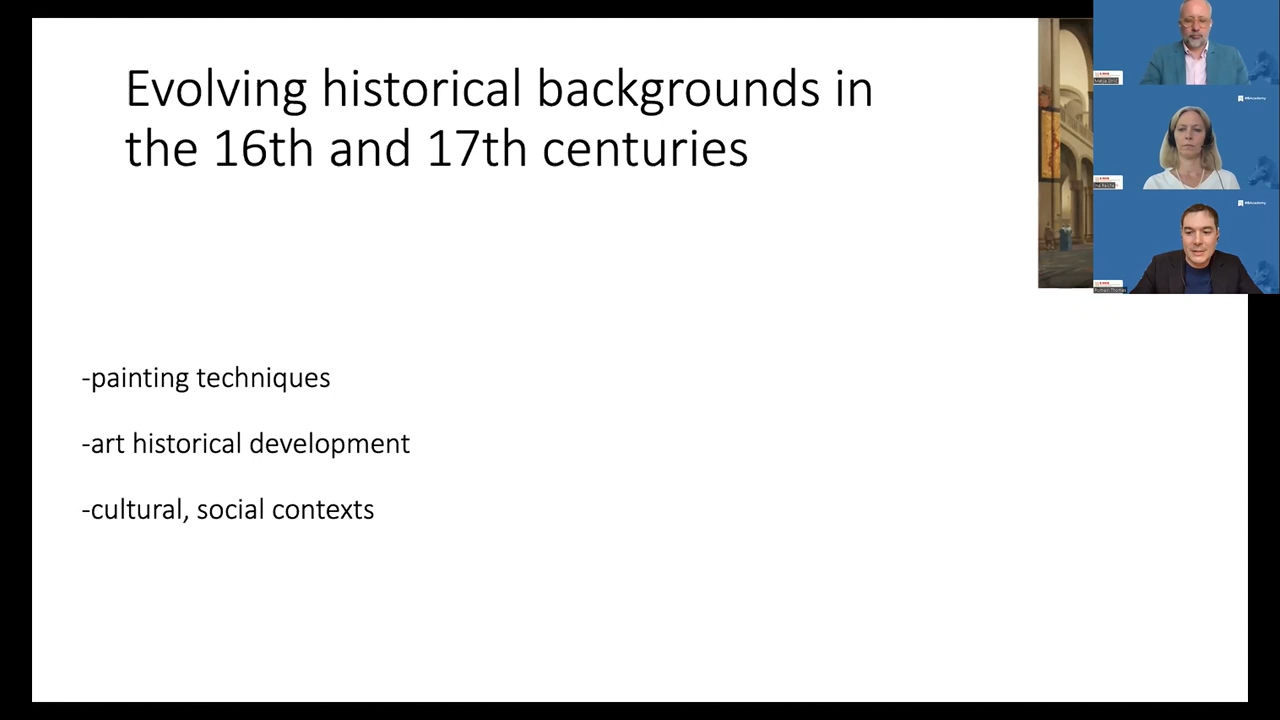 Evolving historical backgrounds in
the 16th and 17th centuries
-painting techniques
-art historical development
-cultural, social contexts